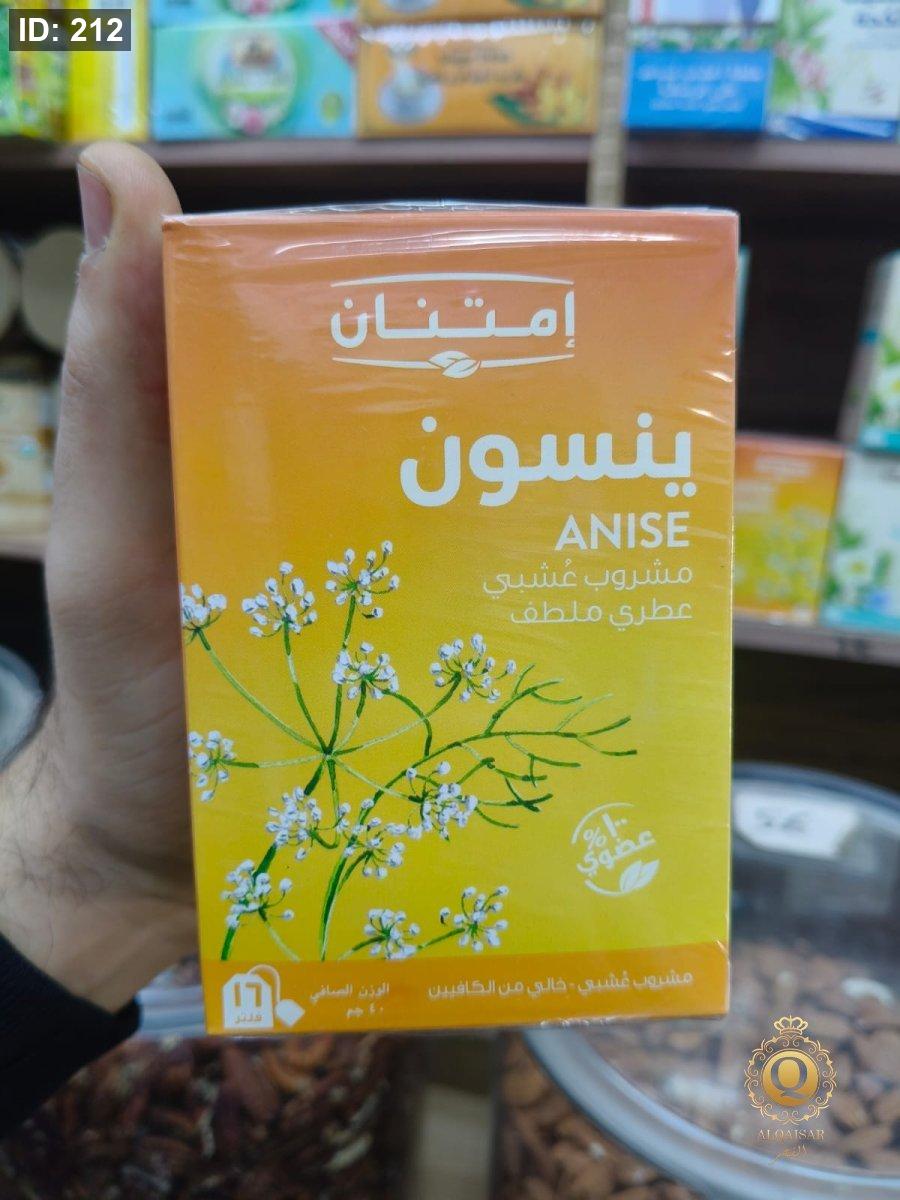 ID: 212
إمتنان
ينسون
ANISE
مشروب عُشبي
عطري ملطف
١٠٠%
عضوي
مشروب عُشبي - خالي من الكافيين
الوزن الصافي
٤٠ جم
١٦
فلتر
Q
ALQAISAR
القيصر